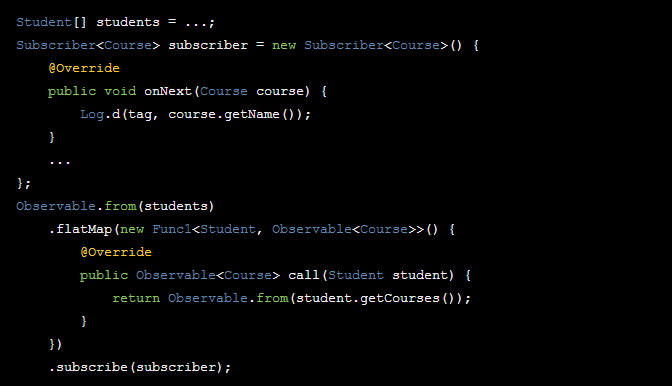 Student[] students = ...;
Subscriber<Course> subscriber = new Subscriber<Course>() {
    @Override
    public void onNext(Course course) {
        Log.d(tag, course.getName());
    }
    ...
};
Observable.from(students)
    .flatMap(new Func1<Student, Observable<Course>>() {
        @Override
        public Observable<Course> call(Student student) {
            return Observable.from(student.getCourses());
        }
    })
    .subscribe(subscriber);